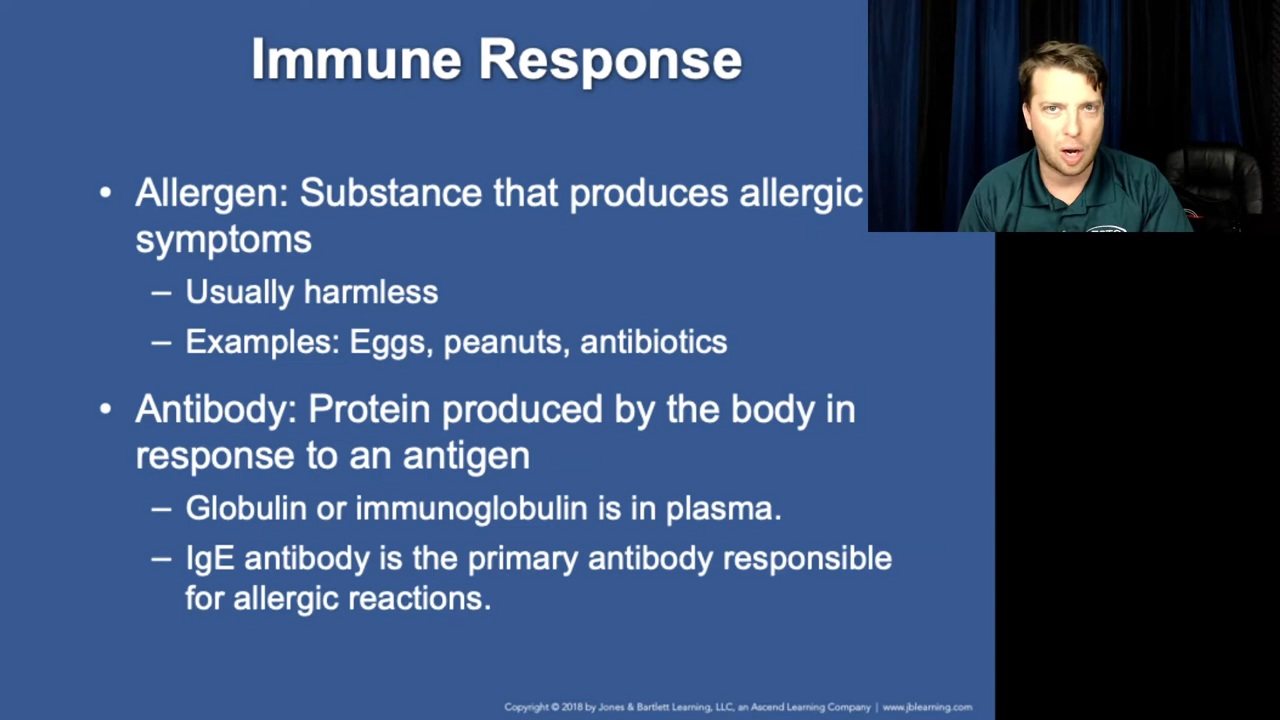 Immune Response
• Allergen: Substance that produces allergic
symptoms
– Usually harmless
– Examples: Eggs, peanuts, antibiotics
• Antibody: Protein produced by the body in
response to an antigen
– Globulin or immunoglobulin is in plasma.
– IgE antibody is the primary antibody responsible
for allergic reactions.
Copyright © 2018 by Jones & Bartlett Learning, LLC, an Ascend Learning Company | www.jblearning.com